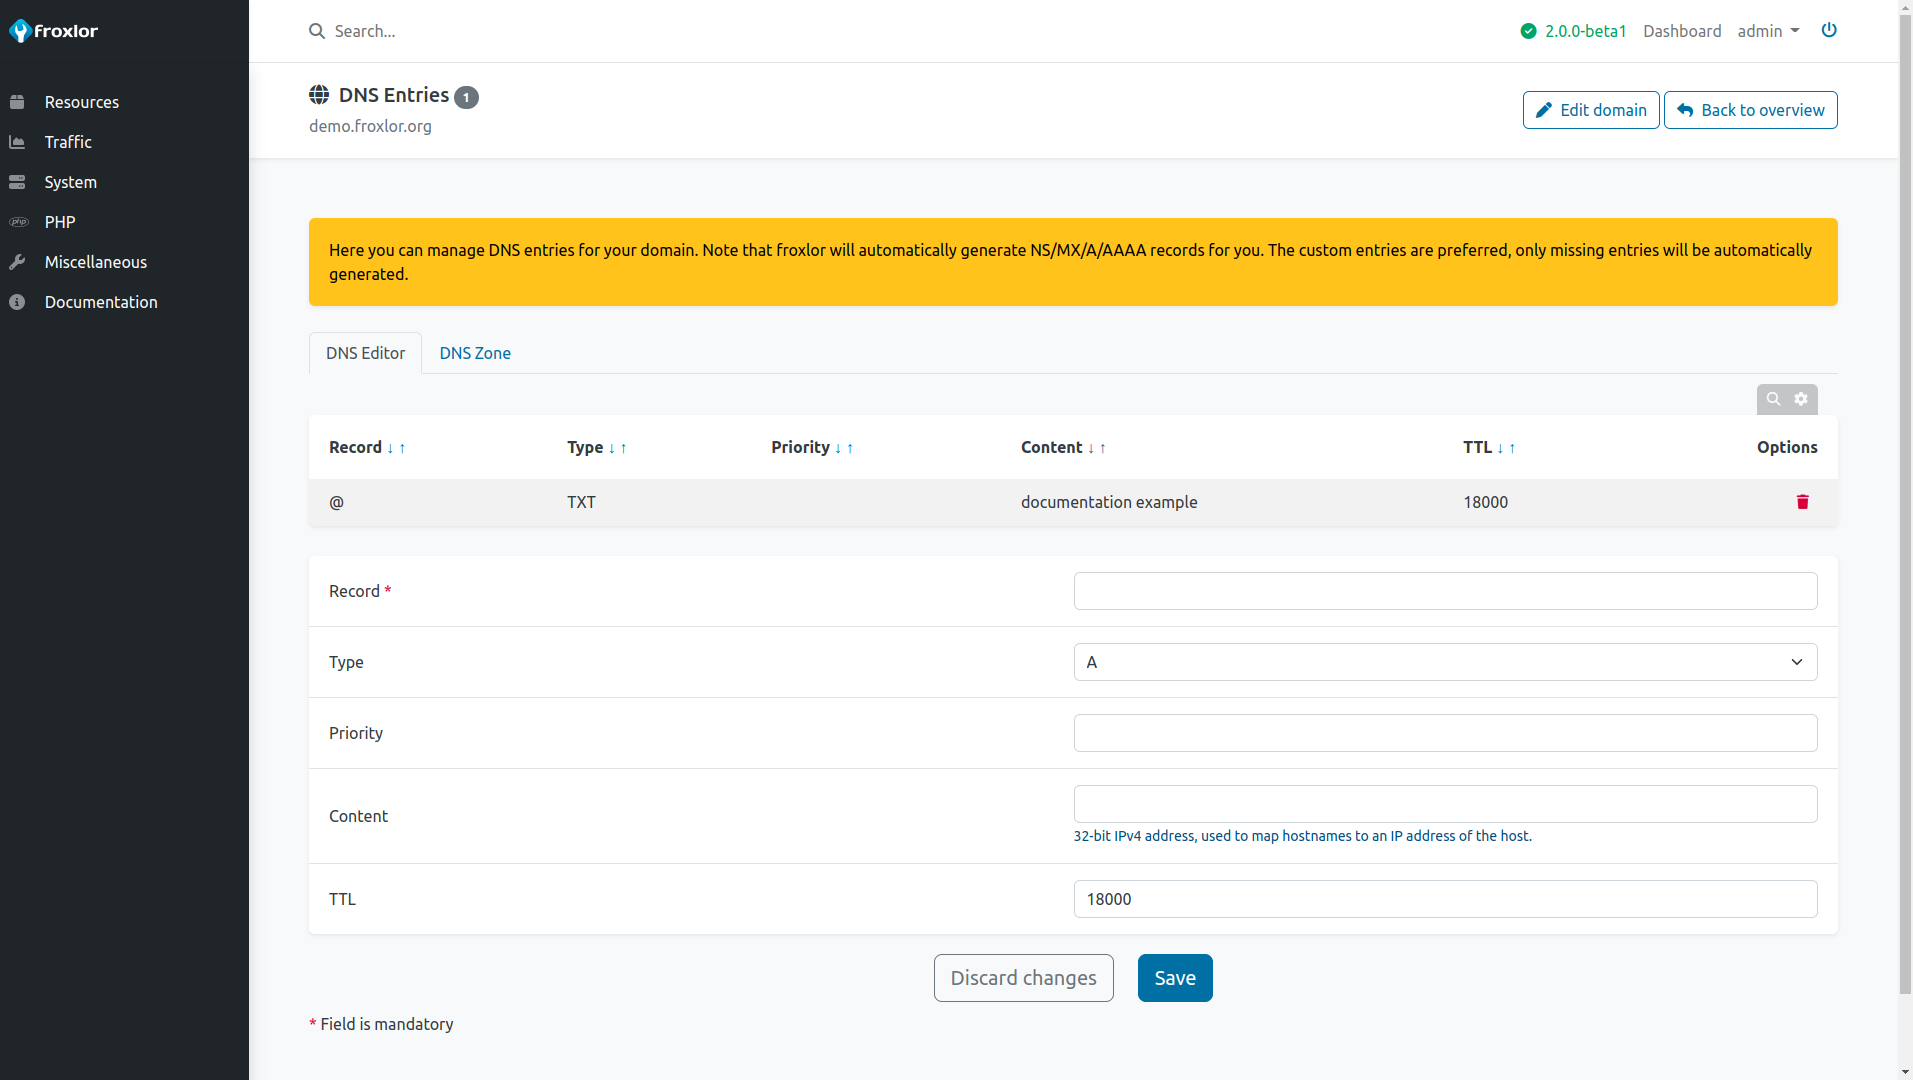 froxlor
Search...
2.0.0-beta1 Dashboard admin
Resources
Traffic
System
php PHP
Miscellaneous
Documentation
DNS Entries 1
demo.froxlor.org
Edit domain
Back to overview
Here you can manage DNS entries for your domain. Note that froxlor will automatically generate NS/MX/A/AAAA records for you. The custom entries are preferred, only missing entries will be automatically
generated.
DNS Editor DNS Zone
Record ↓ ↑ Type ↓ ↑ Priority ↓ ↑ Content ↓ ↑ TTL ↓ ↑ Options
@ TXT documentation example 18000
Record *
Type A
Priority
Content
32-bit IPv4 address, used to map hostnames to an IP address of the host.
TTL 18000
Discard changes Save
* Field is mandatory